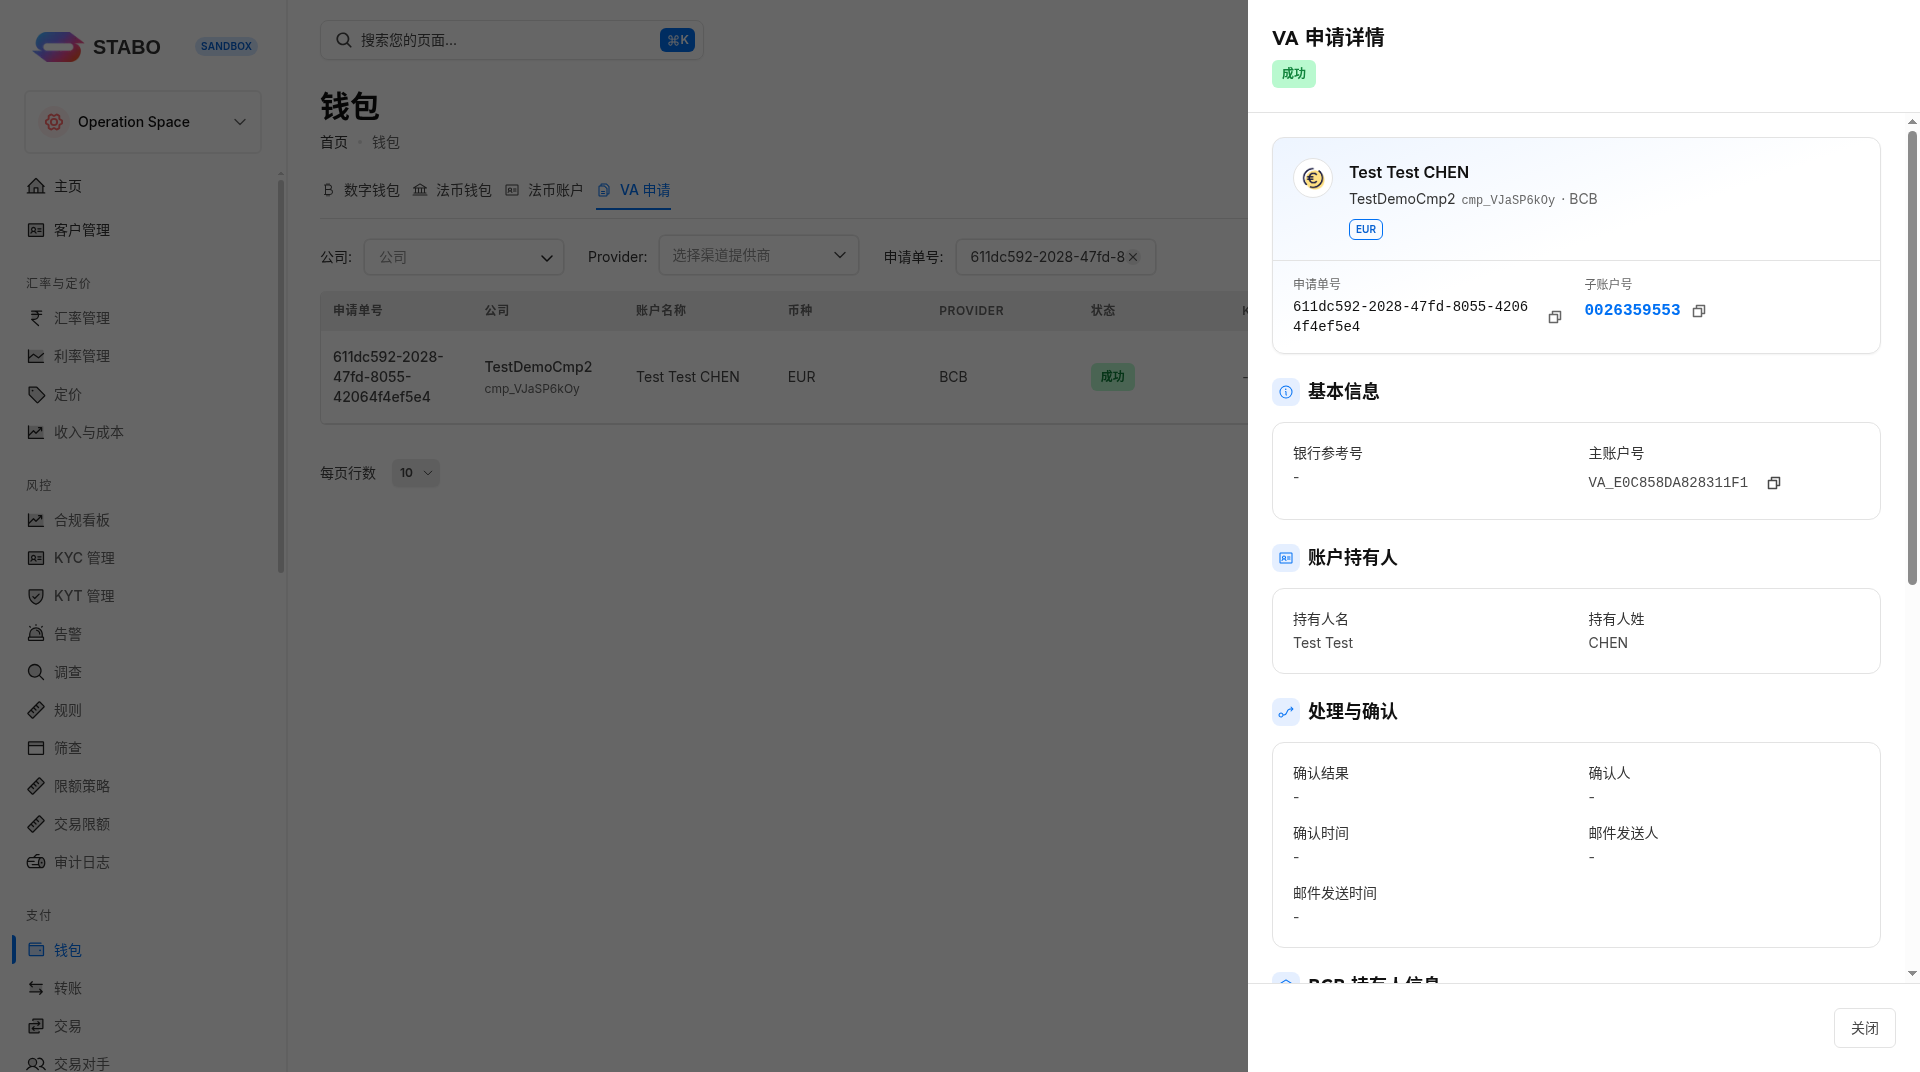 STABO
SANDBOX
Operation Space
主页
客户管理
汇率与定价
汇率管理
利率管理
定价
收入与成本
风控
合规看板
KYC 管理
KYT 管理
告警
调查
规则
筛查
限额策略
交易限额
审计日志
支付
钱包
转账
交易
交易对手
搜索您的页面...
⌘K
钱包
首页 • 钱包
数字钱包 法币钱包 法币账户 VA 申请
公司: 公司 Provider: 选择渠道提供商 申请单号: 611dc592-2028-47fd-8
申请单号 公司 账户名称 币种 PROVIDER 状态
611dc592-2028-
47fd-8055-
42064f4ef5e4
TestDemoCmp2
cmp_VJaSP6kOy
Test Test CHEN
EUR
BCB
成功
-
每页行数 10
VA 申请详情
成功
Test Test CHEN
TestDemoCmp2 cmp_VJaSP6kOy · BCB
EUR
申请单号
611dc592-2028-47fd-8055-4206
4f4ef5e4
子账户号
0026359553
基本信息
银行参考号
-
主账户号
VA_E0C858DA828311F1
账户持有人
持有人名
Test Test
持有人姓
CHEN
处理与确认
确认结果
-
确认人
-
确认时间
-
邮件发送人
-
邮件发送时间
-
BCB 持有人信息
关闭